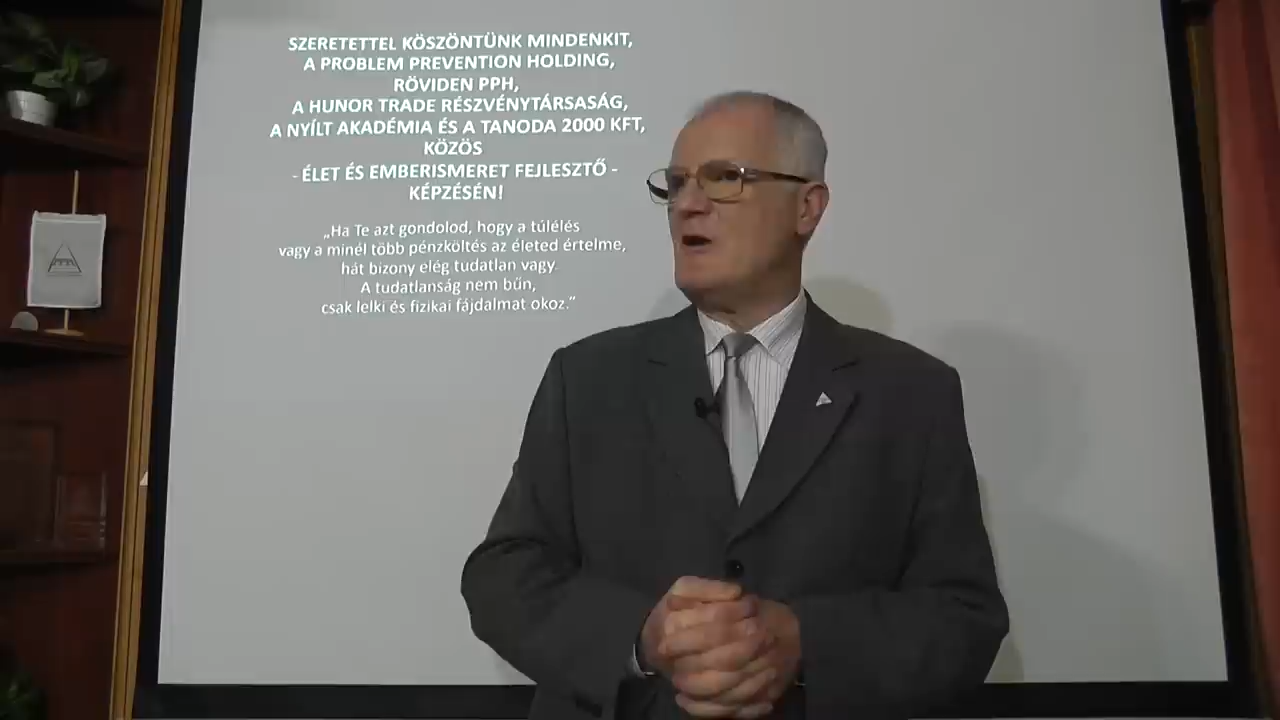 SZERETETTEL KÖSZÖNTÜNK MINDENKIT,
A PROBLEM PREVENTION HOLDING,
RÖVIDEN PPH,
A HUNOR TRADE RÉSZVÉNYTÁRSASÁG,
A NYÍLT AKADÉMIA ÉS A TANODA 2000 KFT,
KÖZÖS
- ÉLET ÉS EMBERISMERET FEJLESZTŐ -
KÉPZÉSÉN!
„Ha Te azt gondolod, hogy a túlélés
vagy a minél több pénzköltés az életed értelme,
hát bizony elég tudatlan vagy.
A tudatlanság nem bűn,
csak lelki és fizikai fájdalmat okoz.”